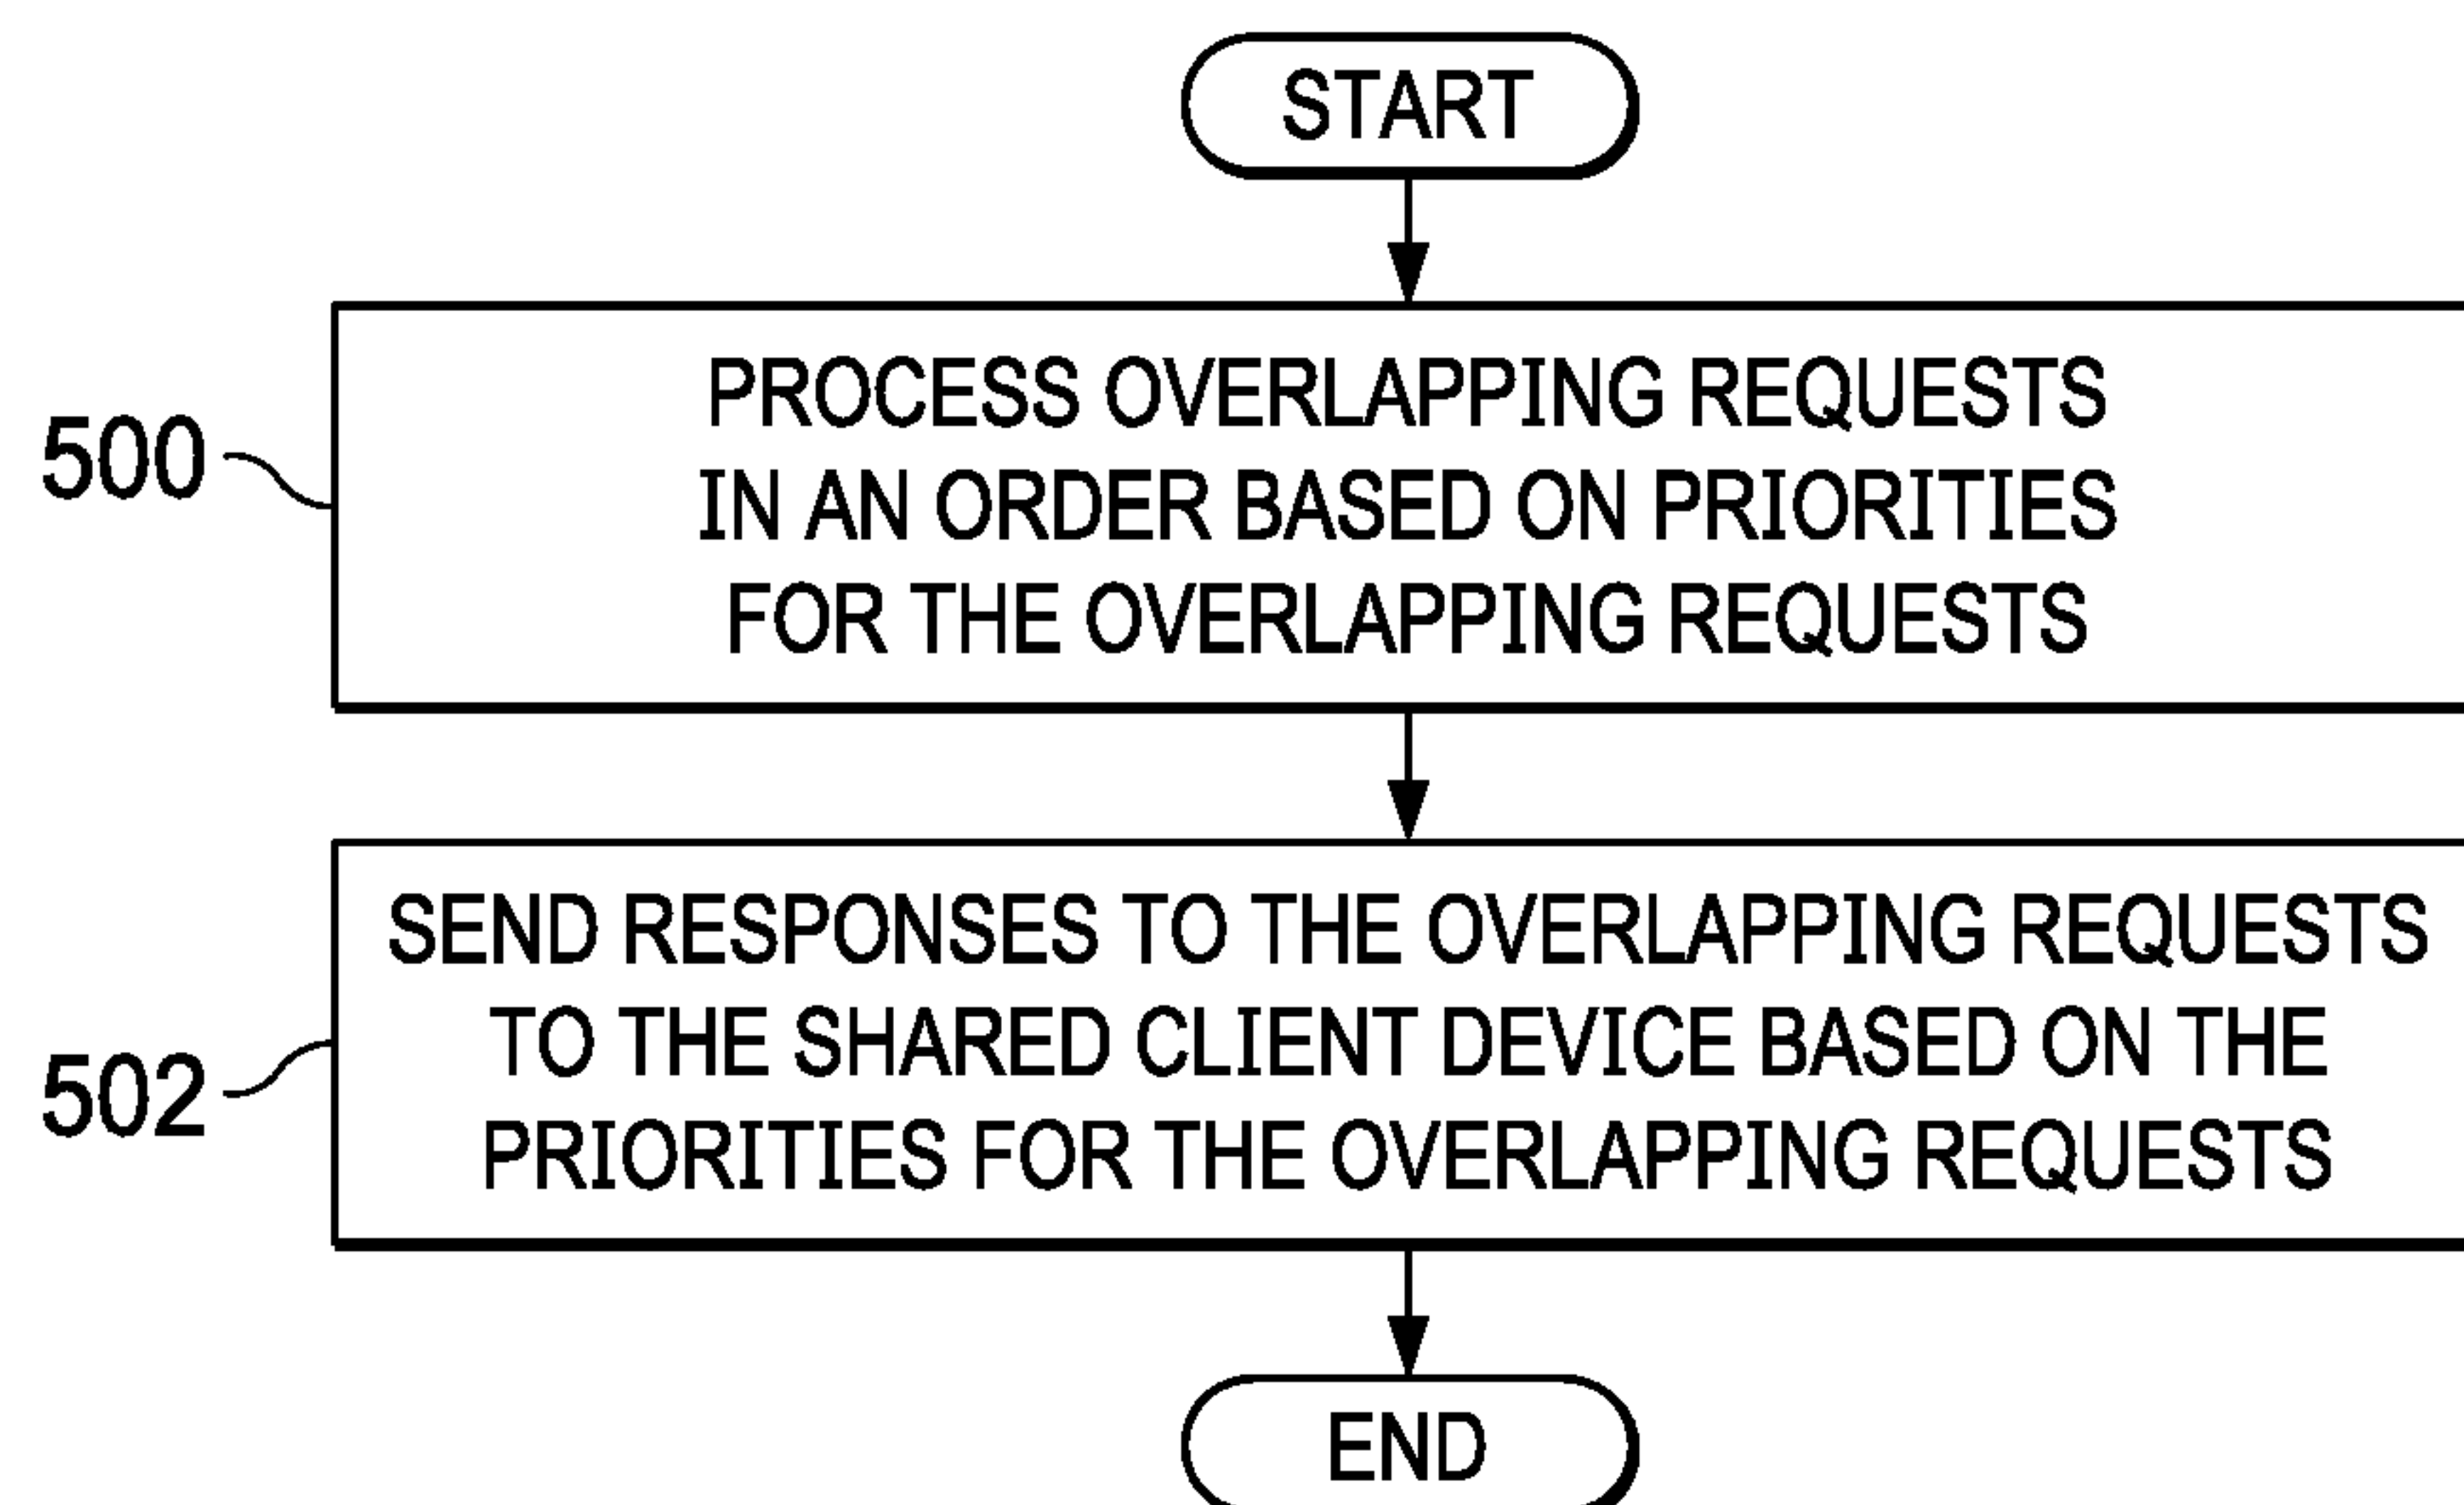 START
500
PROCESS OVERLAPPING REQUESTS
IN AN ORDER BASED ON PRIORITIES
FOR THE OVERLAPPING REQUESTS
502
SEND RESPONSES TO THE OVERLAPPING REQUESTS
TO THE SHARED CLIENT DEVICE BASED ON THE
PRIORITIES FOR THE OVERLAPPING REQUESTS
END